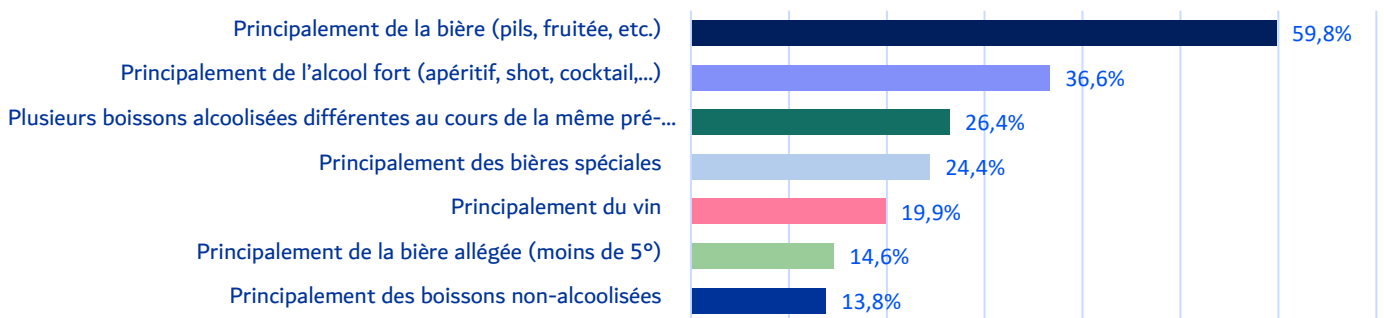 Principalement de la bière (pils, fruitée, etc.) 59,8%
Principalement de l'alcool fort (apéritif, shot, cocktail,...) 36,6%
Plusieurs boissons alcoolisées différentes au cours de la même pré-... 26,4%
Principalement des bières spéciales 24,4%
Principalement du vin 19,9%
Principalement de la bière allégée (moins de 5°) 14,6%
Principalement des boissons non-alcoolisées 13,8%